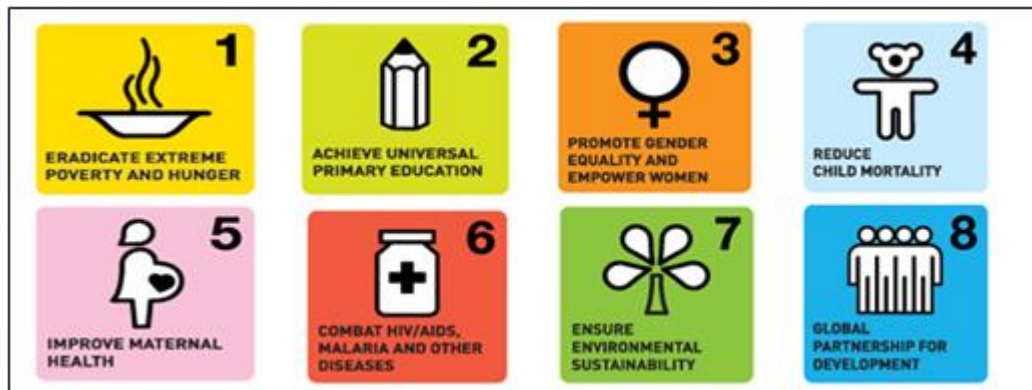 1
ERADICATE EXTREME
POVERTY AND HUNGER
2
ACHIEVE UNIVERSAL
PRIMARY EDUCATION
3
PROMOTE GENDER
EQUALITY AND
EMPOWER WOMEN
4
REDUCE
CHILD MORTALITY
5
IMPROVE MATERNAL
HEALTH
6
COMBAT HIV/AIDS,
MALARIA AND OTHER
DISEASES
7
ENSURE
ENVIRONMENTAL
SUSTAINABILITY
8
GLOBAL
PARTNERSHIP FOR
DEVELOPMENT